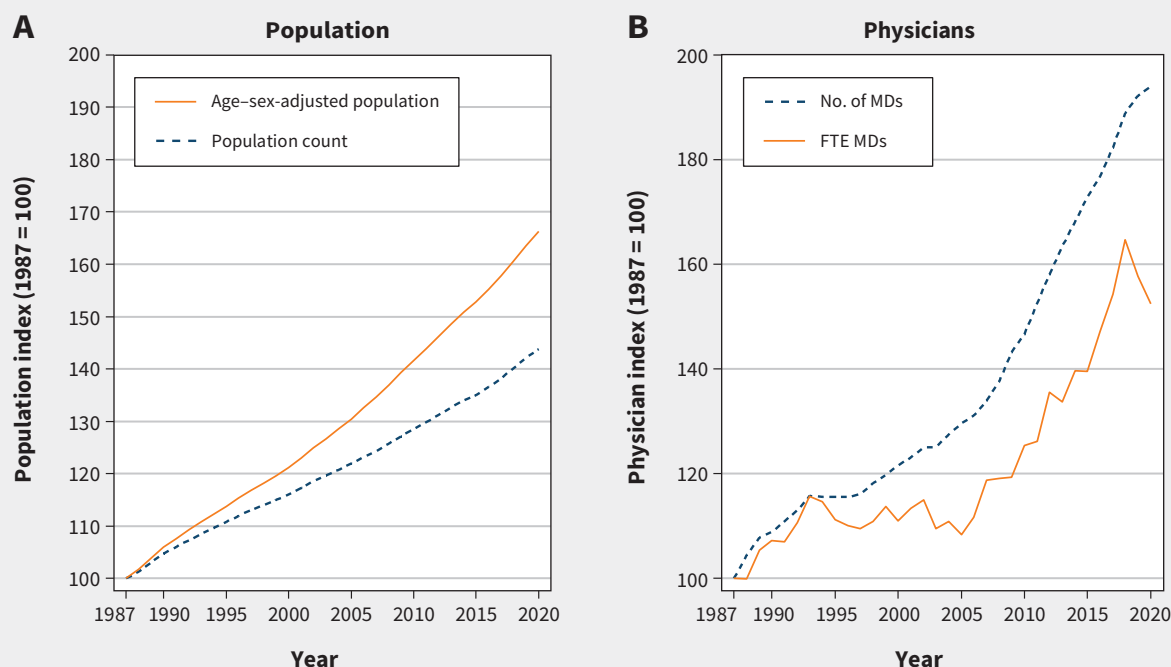 A
Population
Population index (1987 = 100)
200
190
180
170
160
150
140
130
120
110
100
Age–sex-adjusted population
Population count
1987 1990 1995 2000 2005 2010 2015 2020
Year
B
Physicians
Physician index (1987 = 100)
200
180
160
140
120
100
No. of MDs
FTE MDs
1987 1990 1995 2000 2005 2010 2015 2020
Year